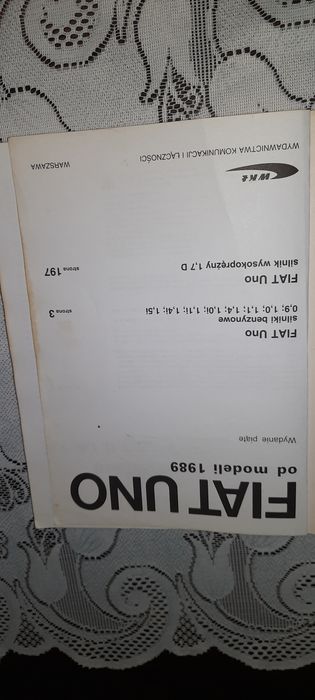 FIAT UNO
od modeli 1989
Wydanie piąte
FIAT Uno
silniki benzynowe
0,9; 1,0; 1,1; 1,4; 1,0i; 1,1i; 1,4i; 1,5i
strona 3
FIAT Uno
silnik wysokoprężny 1,7 D
strona 197
WKŁ
WYDAWNICTWA KOMUNIKACJI I ŁĄCZNOŚCI
WARSZAWA